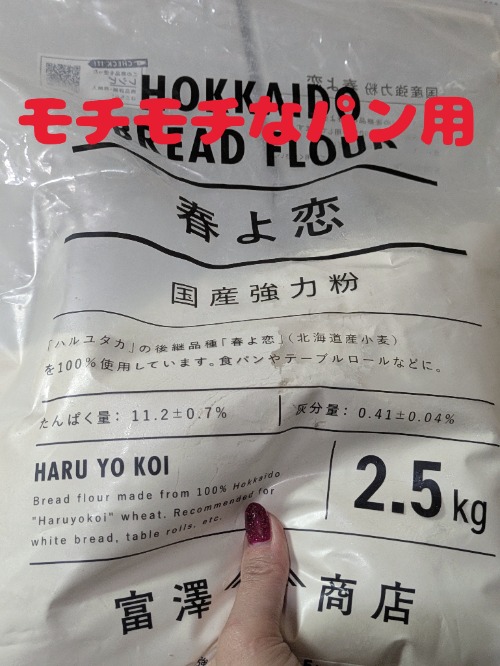 HOKKAIDO
モチモチなパン用
BREAD FLOUR
春よ恋
国産強力粉
「ハルユタカ」の後継品種「春よ恋」(北海道産小麦)
を100%使用しています。食パンやテーブルロールなどに。
たんぱく量: 11.2±0.7% 灰分量: 0.41±0.04%
HARU YO KOI
Bread flour made from 100% Hokkaido
"Haruyokoi" wheat. Recommended for
white bread, table rolls, etc.
2.5kg
富澤商店